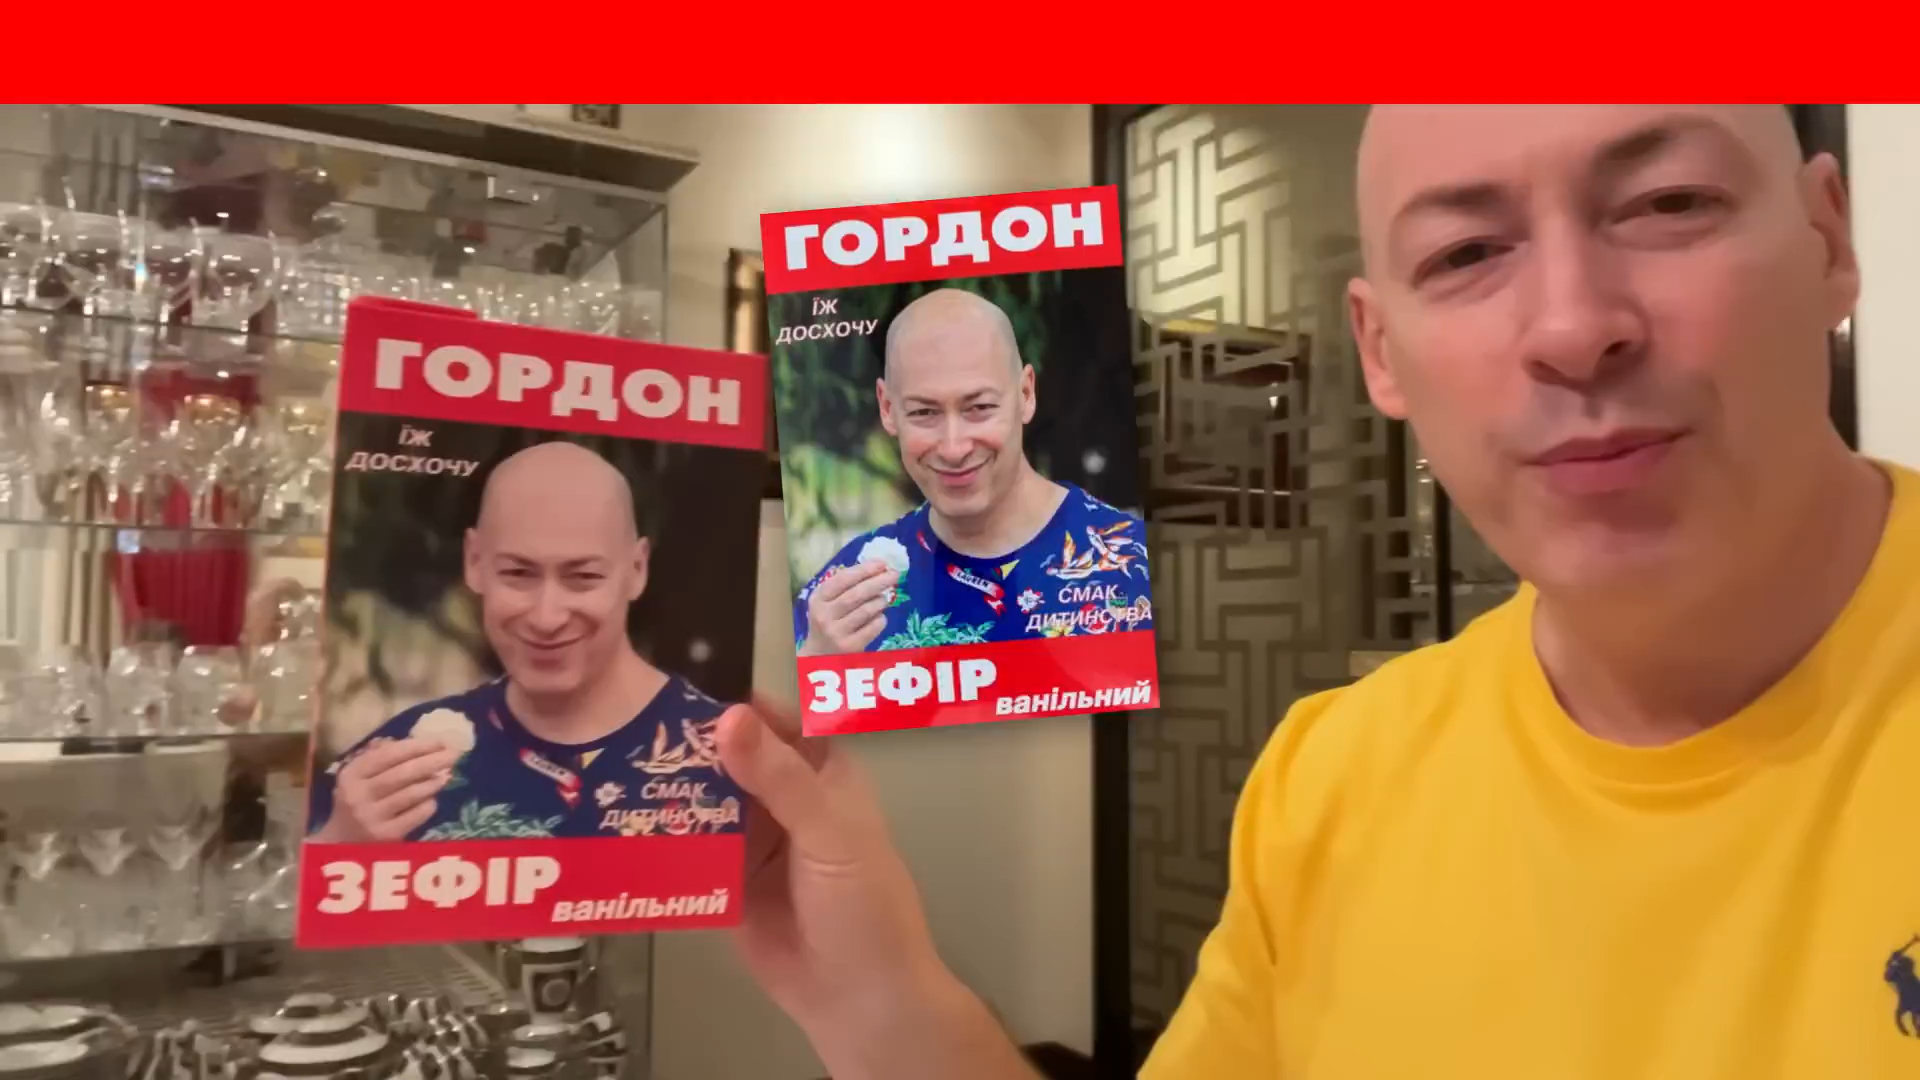 ГОРДОН
їж
досхочу
смак
дитинства
ЗЕФІР
ванільний
ГОРДОН
їж
досхочу
смак
дитинства
ЗЕФІР
ванільний